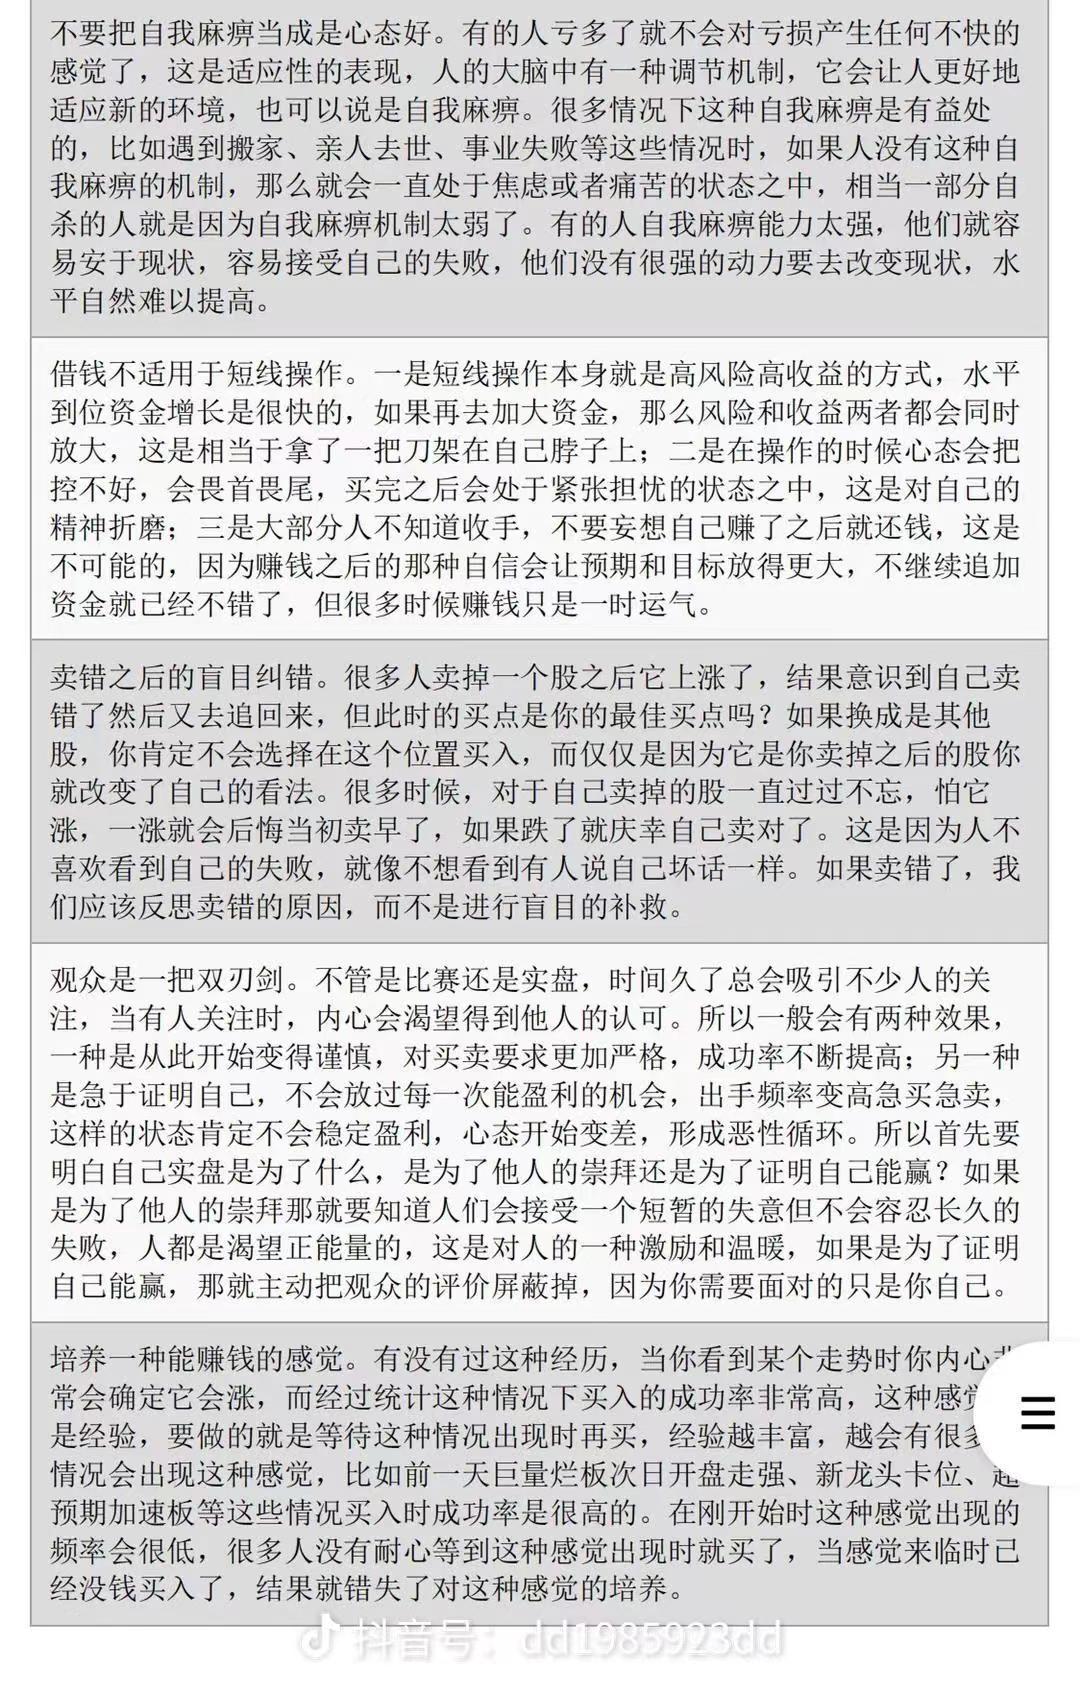 不要把自我麻痹当成是心态好。有的人亏多了就不会对亏损产生任何不快的
感觉了，这是适应性的表现，人的大脑中有一种调节机制，它会让人更好地
适应新的环境，也可以说是自我麻痹。很多情况下这种自我麻痹是有益处
的，比如遇到搬家、亲人去世、事业失败等这些情况时，如果人没有这种自
我麻痹的机制，那么就会一直处于焦虑或者痛苦的状态之中，相当一部分自
杀的人就是因为自我麻痹机制太弱了。有的人自我麻痹能力太强，他们就容
易安于现状，容易接受自己的失败，他们没有很强的动力要去改变现状，水
平自然难以提高。
借钱不适用于短线操作。一是短线操作本身就是高风险高收益的方式，水平
到位资金增长是很快的，如果再去加大资金，那么风险和收益两者都会同时
放大，这是相当于拿了一把刀架在自己脖子上；二是在操作的时候心态会把
控不好，会畏首畏尾，买完之后会处于紧张担忧的状态之中，这是对自己的
精神折磨；三是大部分人不知道收手，不要妄想自己赚了之后就还钱，这是
不可能的，因为赚钱之后的那种自信会让预期和目标放得更大，不继续追加
资金就已经不错了，但很多时候赚钱只是一时运气。
卖错之后的盲目纠错。很多人卖掉一个股之后它上涨了，结果意识到自己卖
错了然后又去追回来，但此时的买点是你的最佳买点吗？如果换成是其他
股，你肯定不会选择在这个位置买入，而仅仅是因为它是你卖掉之后的股你
就改变了自己的看法。很多时候，对于自己卖掉的股一直过过不忘，怕它
涨，一涨就会后悔当初卖早了，如果跌了就庆幸自己卖对了。这是因为人不
喜欢看到自己的失败，就像不想看到有人说自己坏话一样。如果卖错了，我
们应该反思卖错的原因，而不是进行盲目的补救。
观众是一把双刃剑。不管是比赛还是实盘，时间久了总会吸引不少人的关
注，当有人关注时，内心会渴望得到他人的认可。所以一般会有两种效果，
一种是从此开始变得谨慎，对买卖要求更加严格，成功率不断提高；另一种
是急于证明自己，不会放过每一次能盈利的机会，出手频率变高急买急卖，
这样的状态肯定不会稳定盈利，心态开始变差，形成恶性循环。所以首先要
明白自己实盘是为了什么，是为了他人的崇拜还是为了证明自己能赢？如果
是为了他人的崇拜那就要知道人们会接受一个短暂的失意但不会容忍长久的
失败，人都是渴望正能量的，这是对人的一种激励和温暖，如果是为了证明
自己能赢，那就主动把观众的评价屏蔽掉，因为你需要面对的只是你自己。
培养一种能赚钱的感觉。有没有过这种经历，当你看到某个走势时你内心非
常会确定它会涨，而经过统计这种情况下买入的成功率非常高，这种感觉
是经验，要做的就是等待这种情况出现时再买，经验越丰富，越会有很多
情况会出现这种感觉，比如前一天巨量烂板次日开盘走强、新龙头卡位、超
预期加速板等这些情况买入时成功率是很高的。在刚开始时这种感觉出现的
频率会很低，很多人没有耐心等到这种感觉出现时就买了，当感觉来临时已
经没钱买入了，结果就错失了对这种感觉的培养。
抖音号：dd1985923dd